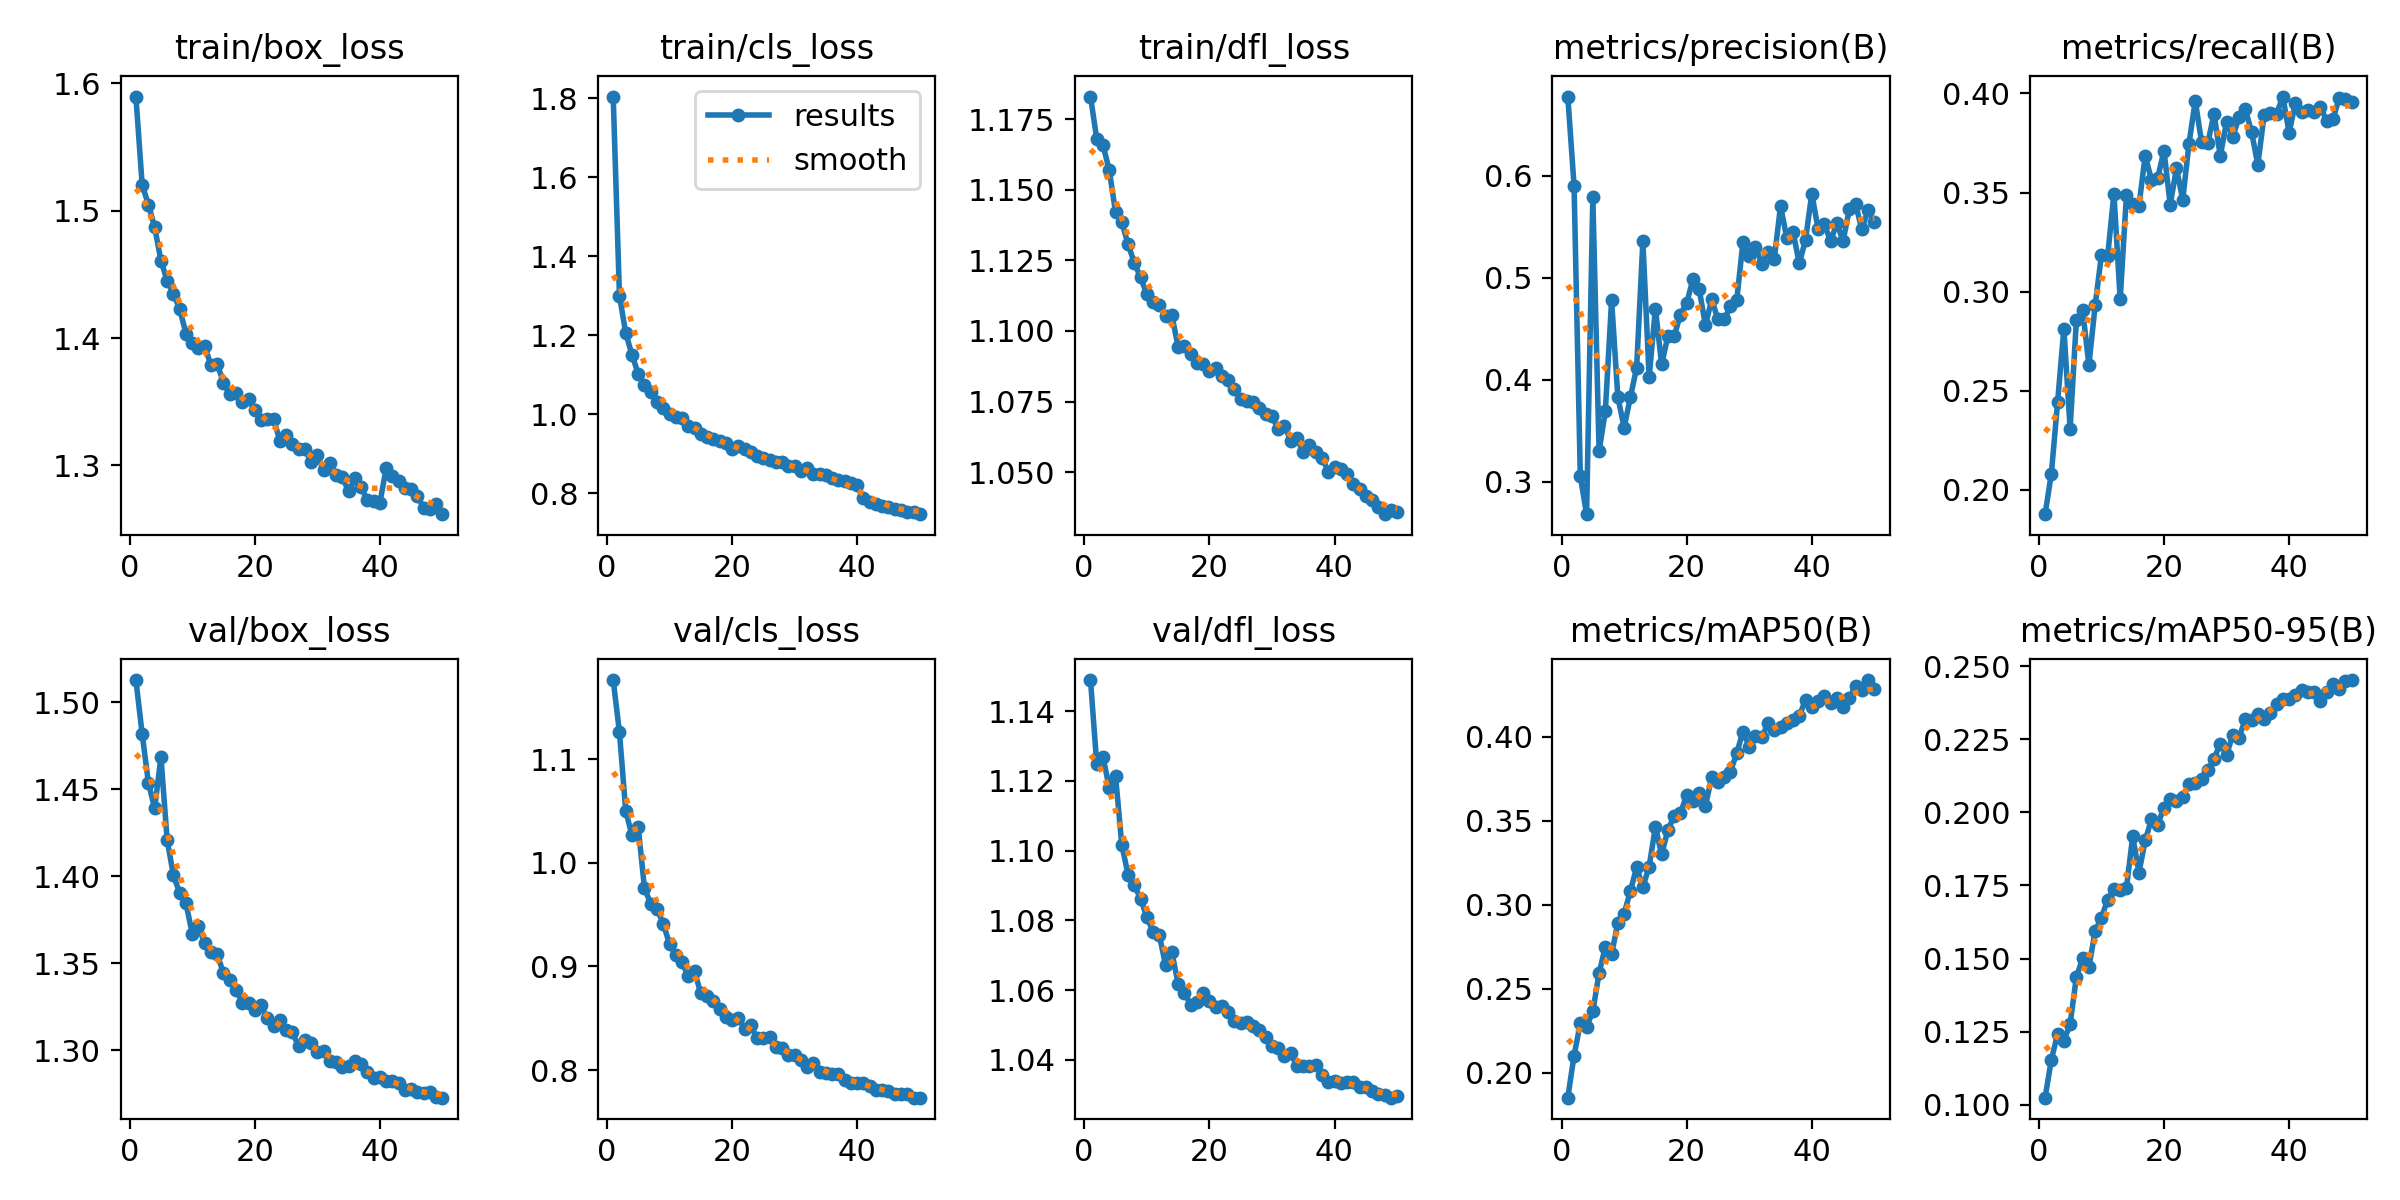 train/box_loss
1.6
1.5
1.4
1.3
0 20 40
train/cls_loss
results
smooth
1.8
1.6
1.4
1.2
1.0
0.8
0 20 40
train/dfl_loss
1.175
1.150
1.125
1.100
1.075
1.050
0 20 40
metrics/precision(B)
0.6
0.5
0.4
0.3
0 20 40
metrics/recall(B)
0.40
0.35
0.30
0.25
0.20
0 20 40
val/box_loss
1.50
1.45
1.40
1.35
1.30
0 20 40
val/cls_loss
1.1
1.0
0.9
0.8
0 20 40
val/dfl_loss
1.14
1.12
1.10
1.08
1.06
1.04
0 20 40
metrics/mAP50(B)
0.40
0.35
0.30
0.25
0.20
0 20 40
metrics/mAP50-95(B)
0.250
0.225
0.200
0.175
0.150
0.125
0.100
0 20 40